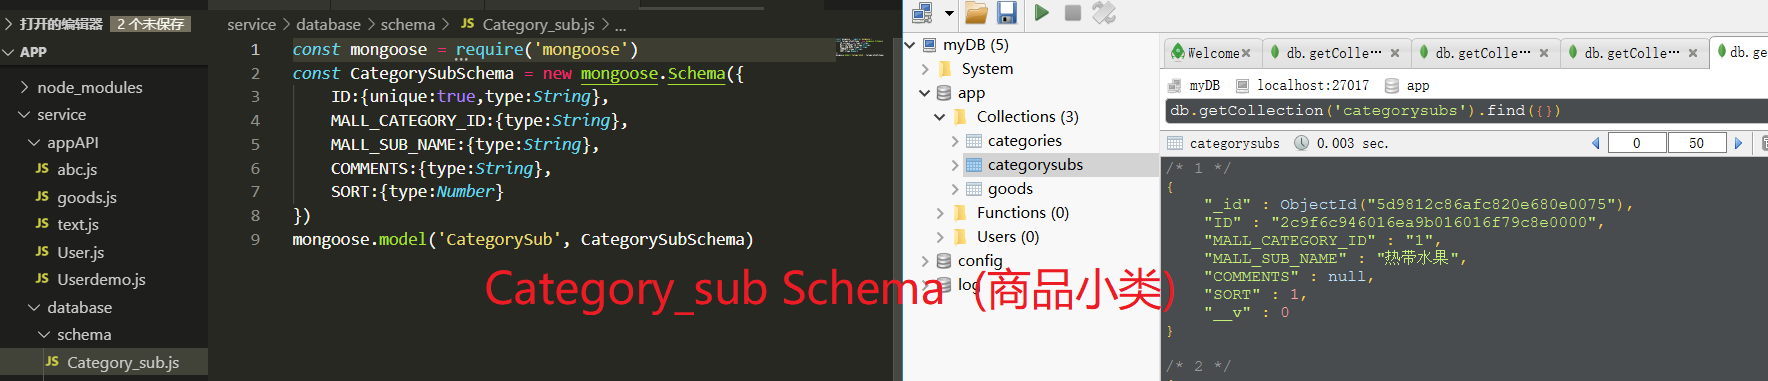 打开的编辑器 2 个未保存
APP
node_modules
service
appAPI
JS abc.js
JS goods.js
JS text.js
JS User.js
JS Userdemo.js
database
schema
JS Category_sub.js
service > database > schema > JS Category_sub.js > ...
1 const mongoose = require('mongoose')
2 const CategorySubSchema = new mongoose.Schema({
3 ID:{unique:true,type:String},
4 MALL_CATEGORY_ID:{type:String},
5 MALL_SUB_NAME:{type:String},
6 COMMENTS:{type:String},
7 SORT:{type:Number}
8 })
9 mongoose.model('CategorySub', CategorySubSchema)
Category_sub Schema (商品小类)
myDB (5)
System
app
Collections (3)
categories
categorysubs
goods
Functions (0)
Users (0)
config
log
Welcome × db.getColle··· × db.getColle··· × db.getColle··· × db.ge
myDB localhost:27017 app
db.getCollection('categorysubs').find({})
categorysubs 0.003 sec. 0 50
/* 1 */
{
"_id" : ObjectId("5d9812c86afc820e680e0075"),
"ID" : "2c9f6c946016ea9b016016f79c8e0000",
"MALL_CATEGORY_ID" : "1",
"MALL_SUB_NAME" : "热带水果",
"COMMENTS" : null,
"SORT" : 1,
"__v" : 0
}
/* 2 */